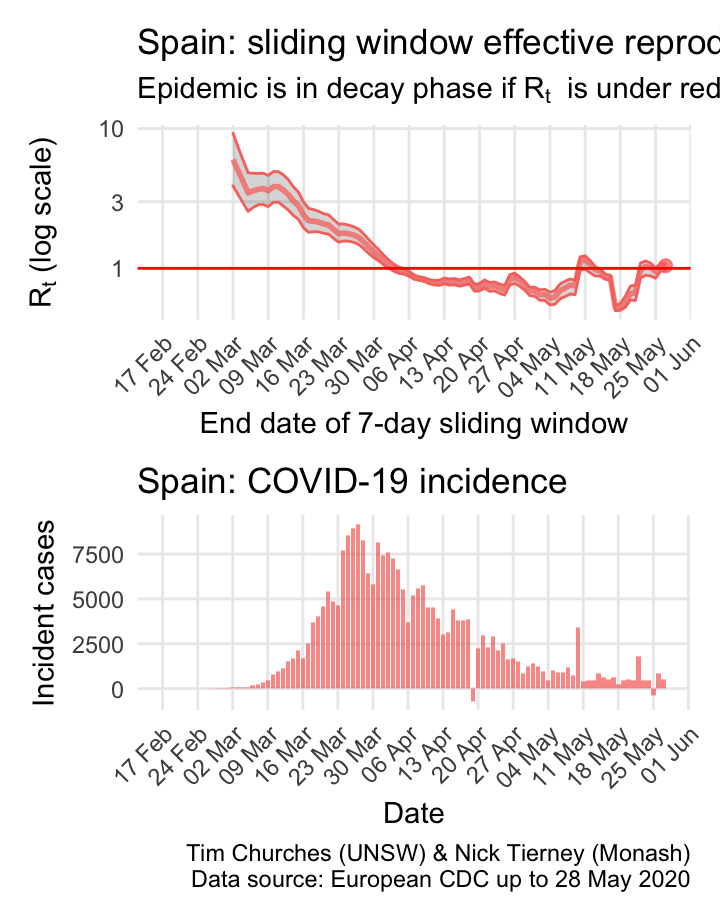 Spain: sliding window effective
Epidemic is in decay phase if Rt is under red
10
3
1
Rt (log scale)
17 Feb
24 Feb
02 Mar
09 Mar
16 Mar
23 Mar
30 Mar
06 Apr
13 Apr
20 Apr
27 Apr
04 May
11 May
18 May
25 May
01 Jun
End date of 7-day sliding window
Spain: COVID-19 incidence
7500
5000
2500
0
Incident cases
17 Feb
24 Feb
02 Mar
09 Mar
16 Mar
23 Mar
30 Mar
06 Apr
13 Apr
20 Apr
27 Apr
04 May
11 May
18 May
25 May
01 Jun
Date
Tim Churches (UNSW) & Nick Tierney (Monash)
Data source: European CDC up to 28 May 2020